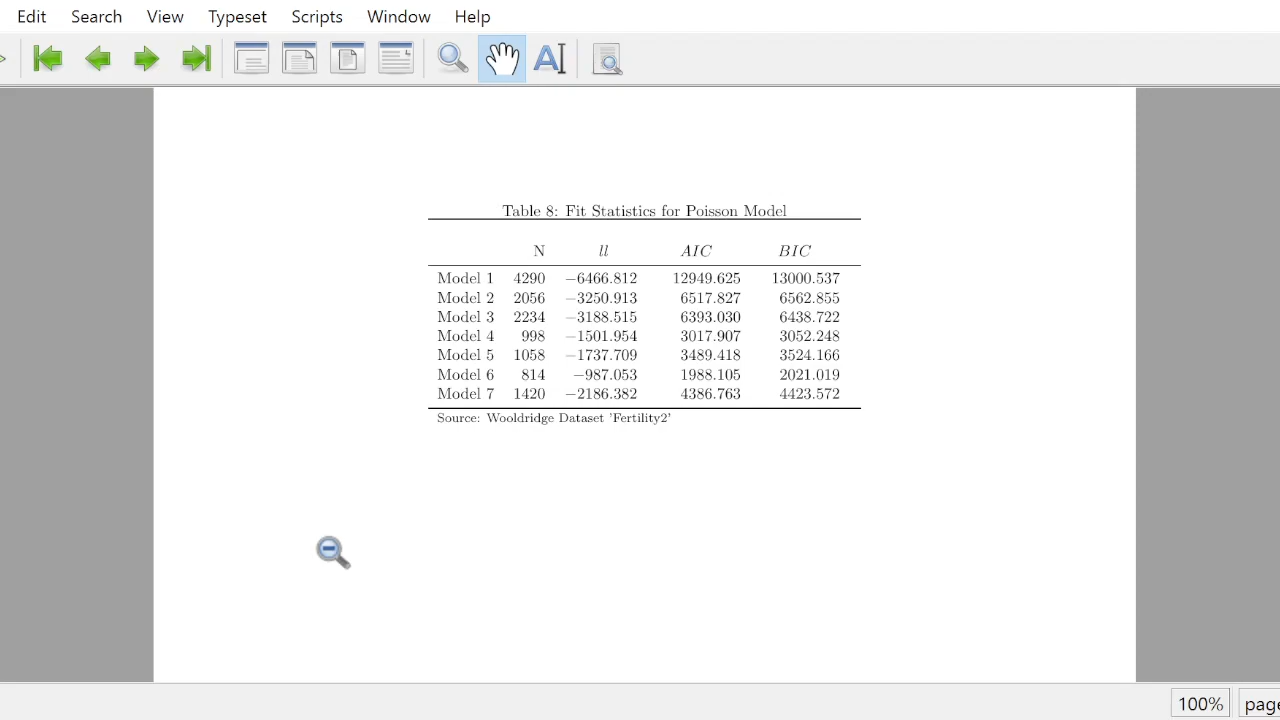 Edit Search View Typeset Scripts Window Help
Table 8: Fit Statistics for Poisson Model
N ll AIC BIC
Model 1 4290 −6466.812 12949.625 13000.537
Model 2 2056 −3250.913 6517.827 6562.855
Model 3 2234 −3188.515 6393.030 6438.722
Model 4 998 −1501.954 3017.907 3052.248
Model 5 1058 −1737.709 3489.418 3524.166
Model 6 814 −987.053 1988.105 2021.019
Model 7 1420 −2186.382 4386.763 4423.572
Source: Wooldridge Dataset 'Fertility2'
100% page